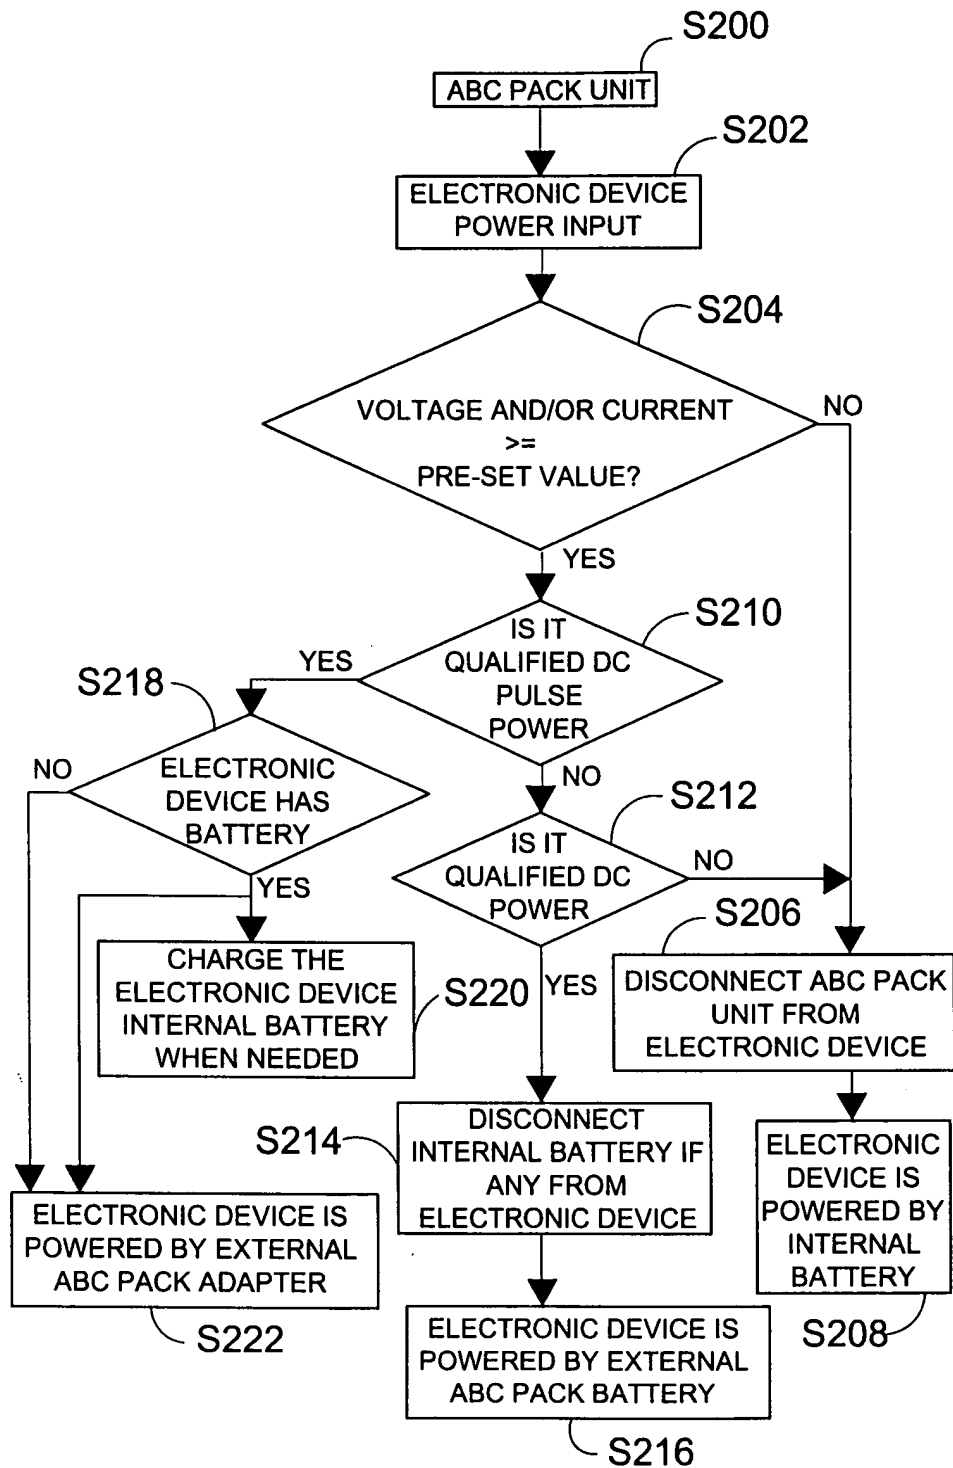 S200
ABC PACK UNIT
S202
ELECTRONIC DEVICE
POWER INPUT
S204
VOLTAGE AND/OR CURRENT
>=
PRE-SET VALUE?
NO
YES
S210
IS IT
QUALIFIED DC
PULSE
POWER
YES
NO
S218
ELECTRONIC
DEVICE HAS
BATTERY
NO
YES
S212
IS IT
QUALIFIED DC
POWER
NO
YES
S206
DISCONNECT ABC PACK
UNIT FROM
ELECTRONIC DEVICE
CHARGE THE
ELECTRONIC DEVICE
INTERNAL BATTERY
WHEN NEEDED
S220
S214
DISCONNECT
INTERNAL BATTERY IF
ANY FROM
ELECTRONIC DEVICE
ELECTRONIC
DEVICE IS
POWERED BY
INTERNAL
BATTERY
S208
ELECTRONIC DEVICE IS
POWERED BY EXTERNAL
ABC PACK ADAPTER
S222
ELECTRONIC DEVICE IS
POWERED BY EXTERNAL
ABC PACK BATTERY
S216